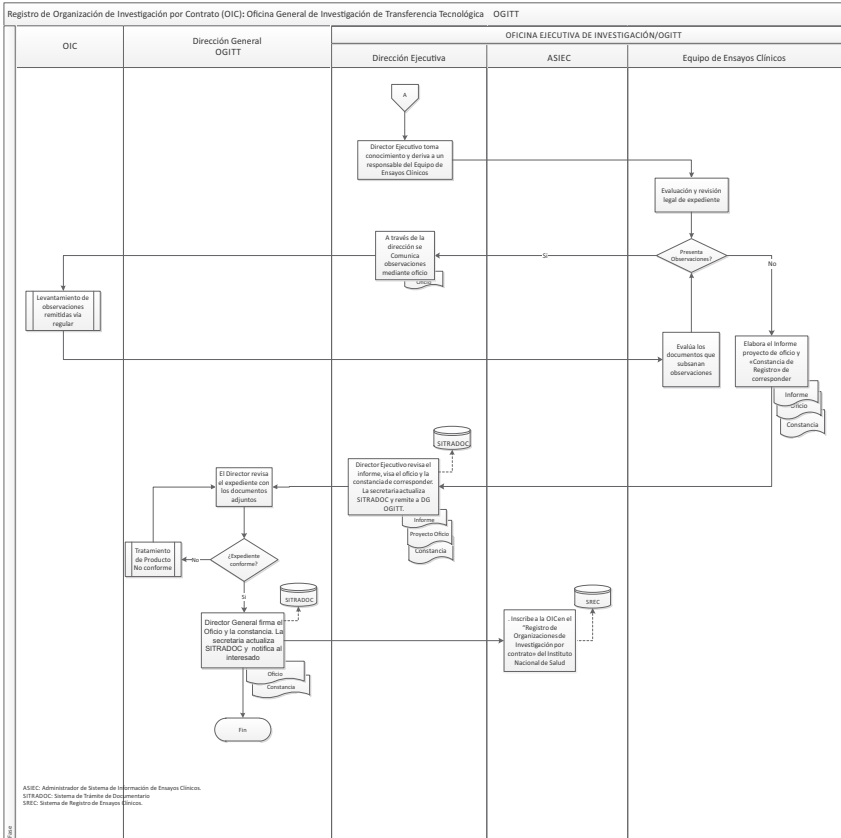 Registro de Organización de Investigación por Contrato (OIC): Oficina General de Investigación de Transferencia Tecnológica    OGITT
OIC
Dirección General
OGITT
OFICINA EJECUTIVA DE INVESTIGACIÓN/OGITT
Dirección Ejecutiva
ASIEC
Equipo de Ensayos Clínicos
A
Director Ejecutivo toma
conocimiento y deriva a un
responsable del Equipo de
Ensayos Clínicos
Evaluación y revisión
legal de expediente
Presenta
Observaciones?
Si
No
A través de la
dirección se
Comunica
observaciones
mediante oficio
Oficio
Levantamiento de
observaciones
remitidas vía
regular
Evalúa los
documentos que
subsanan
observaciones
Elabora el Informe
proyecto de oficio y
«Constancia de
Registro» de
corresponder
Informe
Oficio
Constancia
SITRADOC
Director Ejecutivo revisa el
informe, visa el oficio y la
constancia de corresponder.
La secretaria actualiza
SITRADOC y remite a DG
OGITT.
Informe
Proyecto Oficio
Constancia
El Director revisa
el expediente con
los documentos
adjuntos
¿Expediente
conforme?
No
Tratamiento
de Producto
No conforme
Si
SITRADOC
Director General firma el
Oficio y la constancia. La
secretaria actualiza
SITRADOC y notifica al
interesado
Oficio
Constancia
SREC
. Inscribe a la OIC en el
"Registro de
Organizaciones de
Investigación por
contrato» del Instituto
Nacional de Salud
Fin
ASIEC: Administrador de Sistema de Información de Ensayos Clínicos.
SITRADOC: Sistema de Trámite de Documentario
SREC: Sistema de Registro de Ensayos Clínicos.
Fase